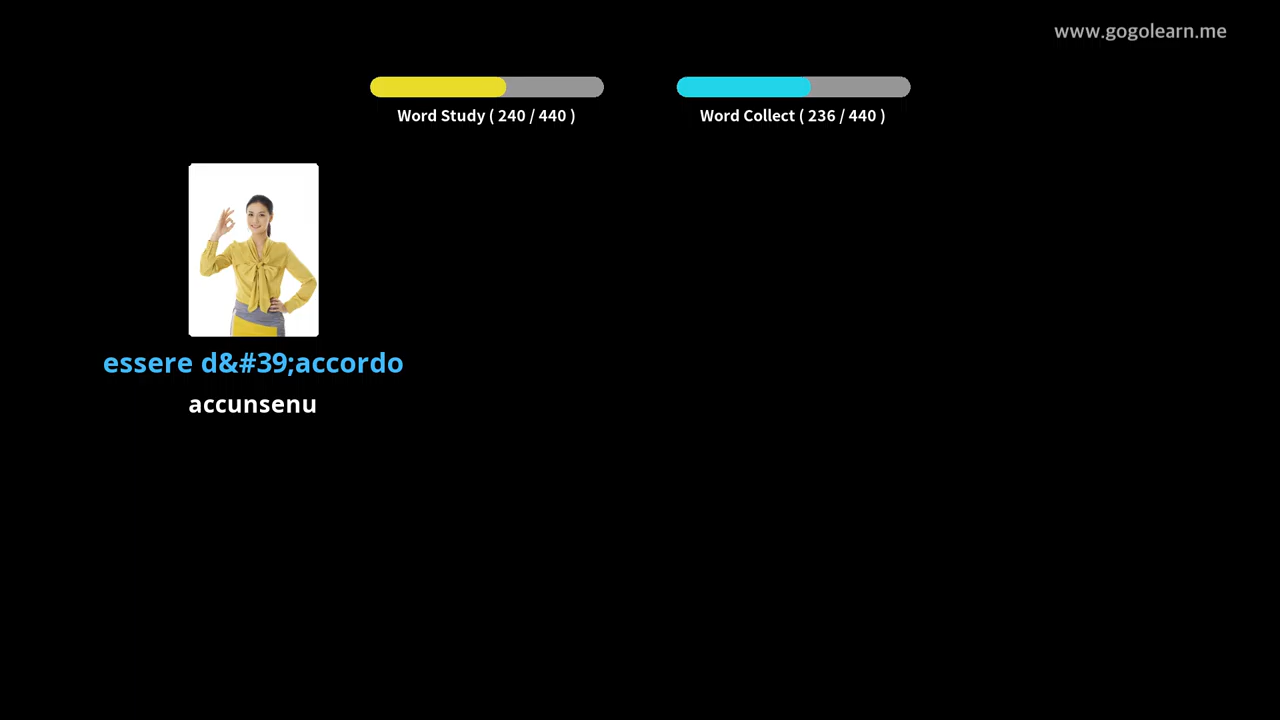 www.gogolearn.me
Word Study ( 240 / 440 )
Word Collect ( 236 / 440 )
essere d&#39;accordo
accunsenu